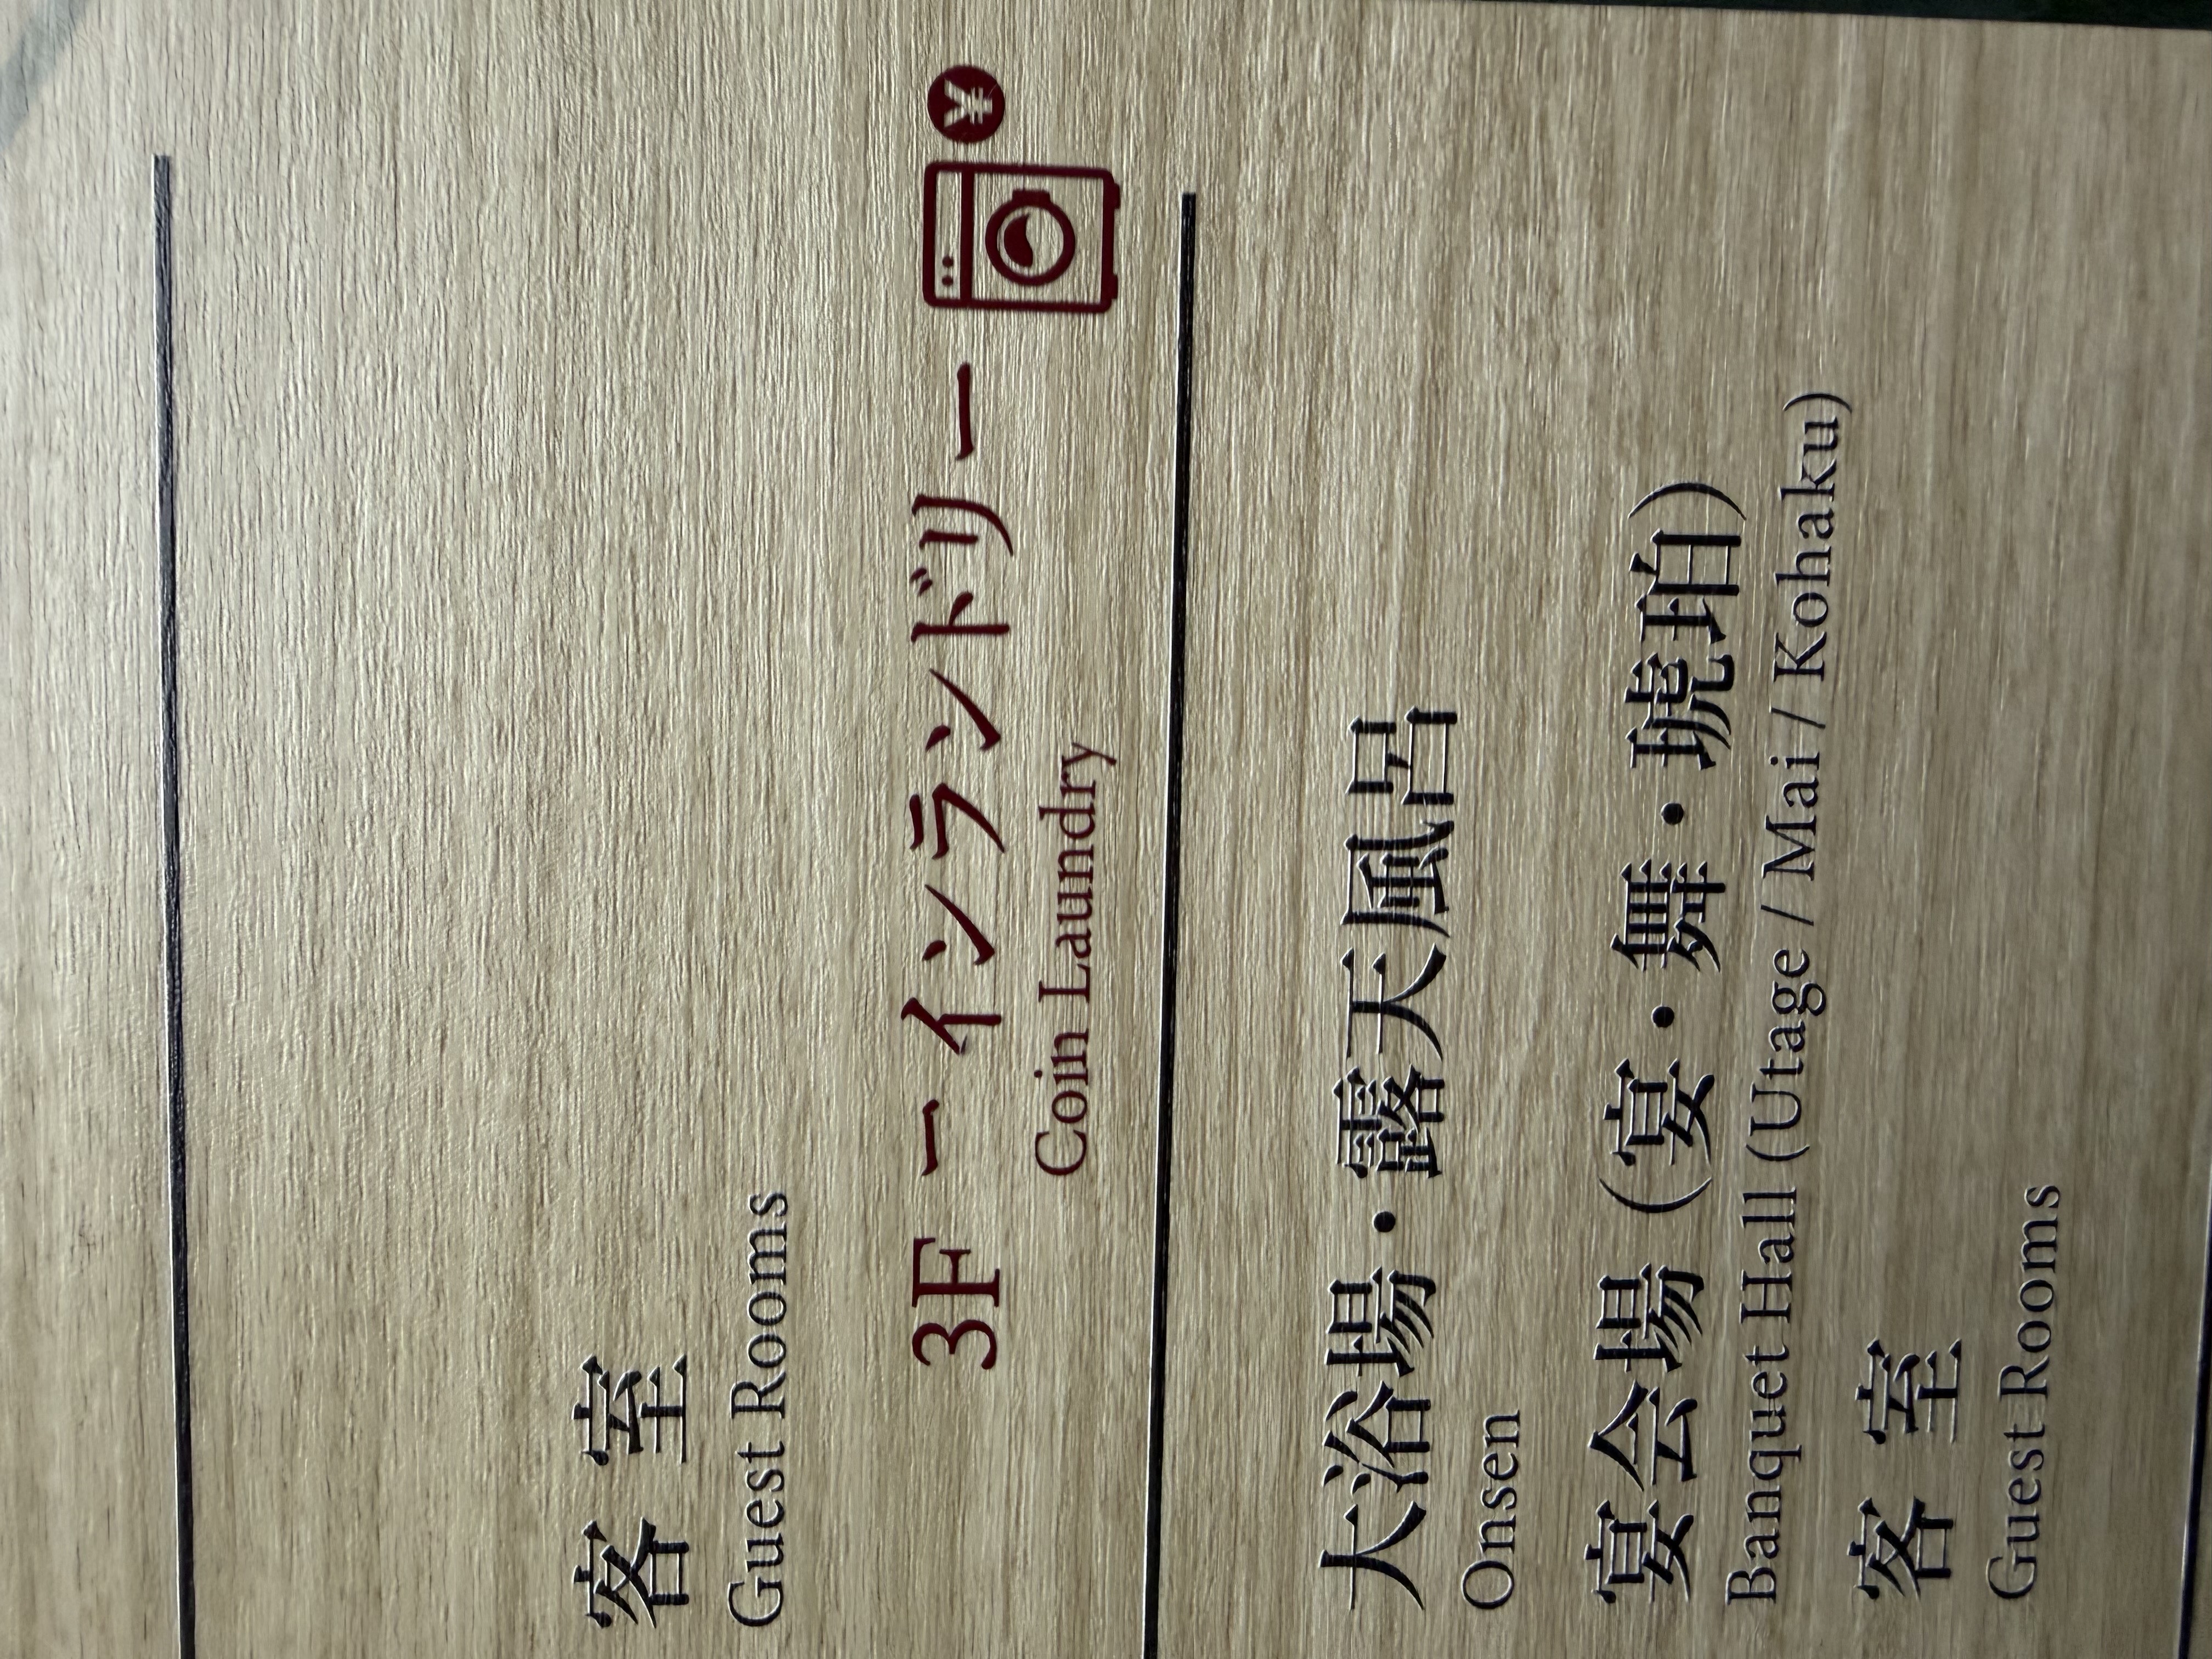 客室
Guest Rooms
3F ーインランドリー ¥
Coin Laundry
大浴場・露天風呂
Onsen
宴会場（宴・舞・琥珀）
Banquet Hall (Utage / Mai / Kohaku)
客室
Guest Rooms